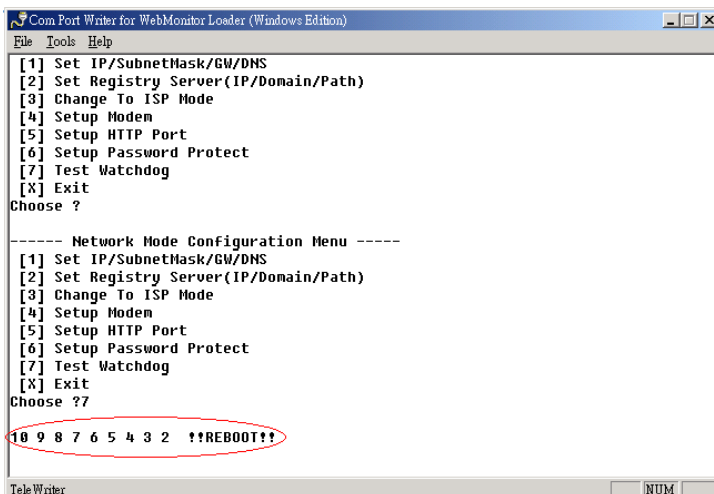 Com Port Writer for WebMonitor Loader (Windows Edition)
File Tools Help
[1] Set IP/SubnetMask/GW/DNS
[2] Set Registry Server(IP/Domain/Path)
[3] Change To ISP Mode
[4] Setup Modem
[5] Setup HTTP Port
[6] Setup Password Protect
[7] Test Watchdog
[X] Exit
Choose ?
------ Network Mode Configuration Menu -----
[1] Set IP/SubnetMask/GW/DNS
[2] Set Registry Server(IP/Domain/Path)
[3] Change To ISP Mode
[4] Setup Modem
[5] Setup HTTP Port
[6] Setup Password Protect
[7] Test Watchdog
[X] Exit
Choose ?7
10 9 8 7 6 5 4 3 2 !!REBOOT!!
TeleWriter NUM